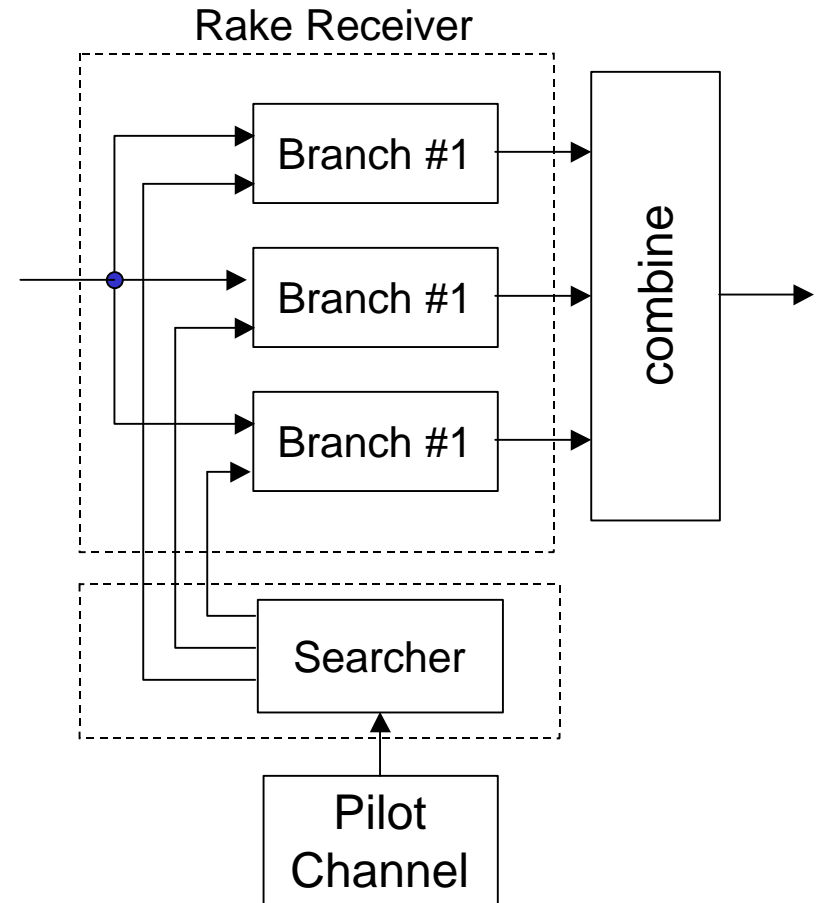 Rake Receiver
Branch #1
Branch #1
Branch #1
combine
Searcher
Pilot
Channel